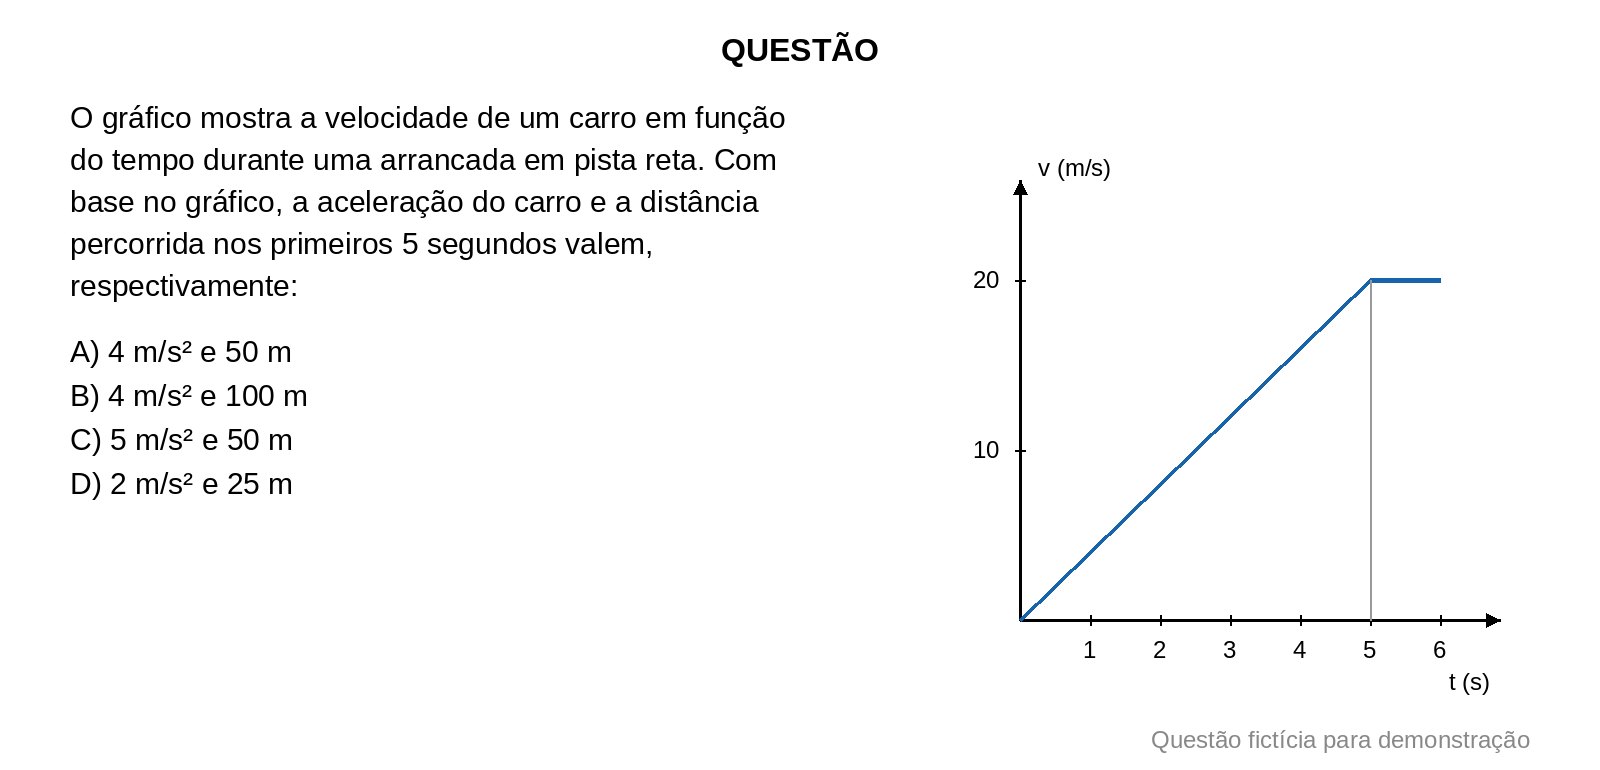 QUESTÃO
O gráfico mostra a velocidade de um carro em função
do tempo durante uma arrancada em pista reta. Com
base no gráfico, a aceleração do carro e a distância
percorrida nos primeiros 5 segundos valem,
respectivamente:
A) 4 m/s² e 50 m
B) 4 m/s² e 100 m
C) 5 m/s² e 50 m
D) 2 m/s² e 25 m
v (m/s)
20
10
1 2 3 4 5 6
t (s)
Questão fictícia para demonstração